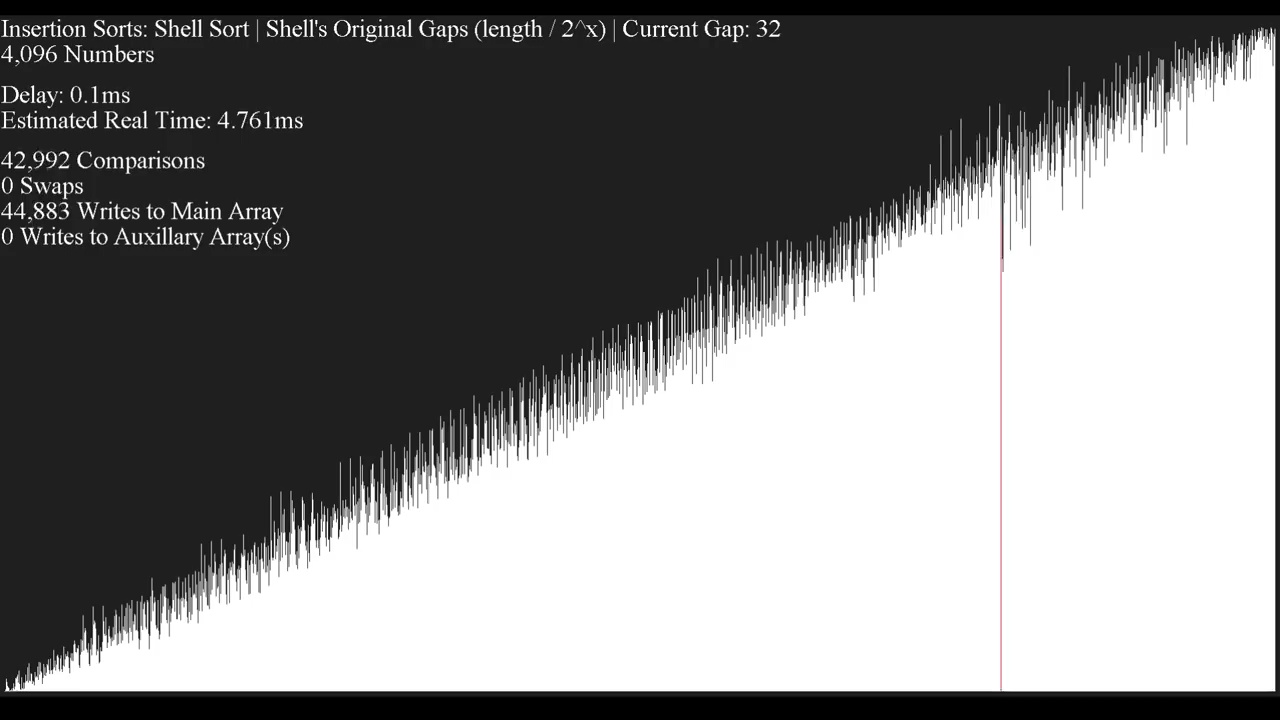 Insertion Sorts: Shell Sort | Shell's Original Gaps (length / 2^x) | Current Gap: 32
4,096 Numbers
Delay: 0.1ms
Estimated Real Time: 4.761ms
42,992 Comparisons
0 Swaps
44,883 Writes to Main Array
0 Writes to Auxillary Array(s)